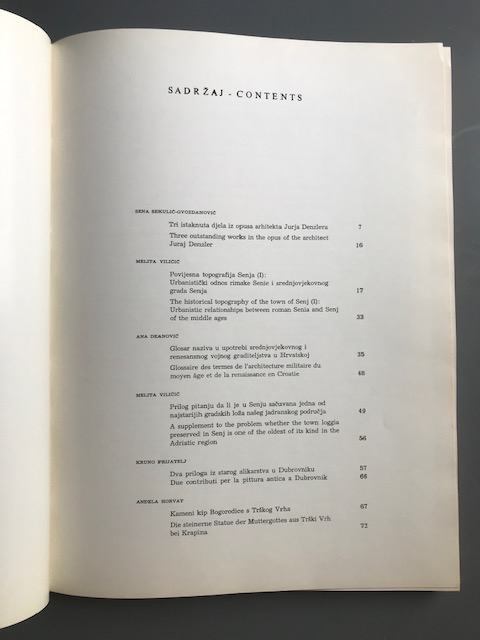 SADRŽAJ - CONTENTS
SENA SEKULIĆ-GVOZDANOVIĆ
Tri istaknuta djela iz opusa arhitekta Jurja Denzlera 7
Three outstanding works in the opus of the architect
Juraj Denzler 16
MELITA VILIČIĆ
Povijesna topografija Senja (I):
Urbanistički odnos rimske Senie i srednjovjekovnog
grada Senja 17
The historical topography of the town of Senj (I):
Urbanistic relationships between roman Senia and Senj
of the middle ages 33
ANA DEANOVIĆ
Glosar naziva u upotrebi srednjovjekovnog i
renesansnog vojnog graditeljstva u Hrvatskoj 35
Glossaire des termes de l'architecture militaire du
moyen âge et de la renaissance en Croatie 48
MELITA VILIČIĆ
Prilog pitanju da li je u Senju sačuvana jedna od
najstarijih gradskih loža našeg jadranskog područja 49
A supplement to the problem whether the town loggia
preserved in Senj is one of the oldest of its kind in the
Adriatic region 56
KRUNO PRIJATELJ
Dva priloga iz starog slikarstva u Dubrovniku 57
Due contributi per la pittura antica a Dubrovnik 66
ANĐELA HORVAT
Kameni kip Bogorodice s Trškog Vrha 67
Die steinerne Statue der Muttergottes aus Trški Vrh
bei Krapina 72